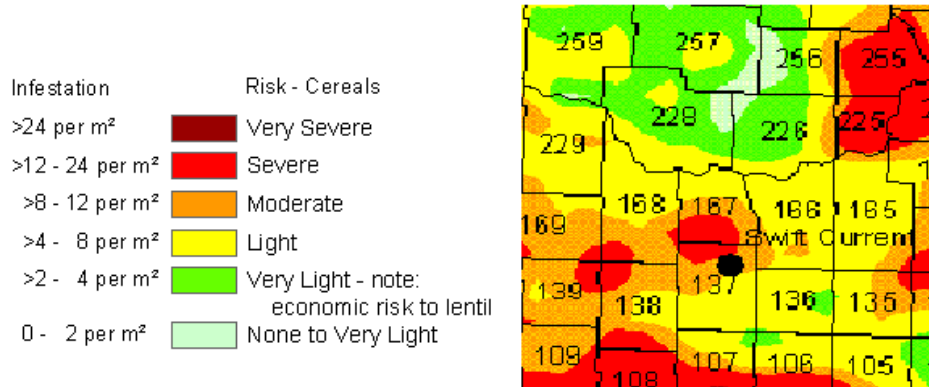 Infestation Risk - Cereals
>24 per m² Very Severe
>12 - 24 per m² Severe
>8 - 12 per m² Moderate
>4 - 8 per m² Light
>2 - 4 per m² Very Light - note:
economic risk to lentil
0 - 2 per m² None to Very Light
259 257 256 255
228 226 225
229
168 167 166 165
169
Swift Current
139 138 137 136 135
109 108 107 106 105